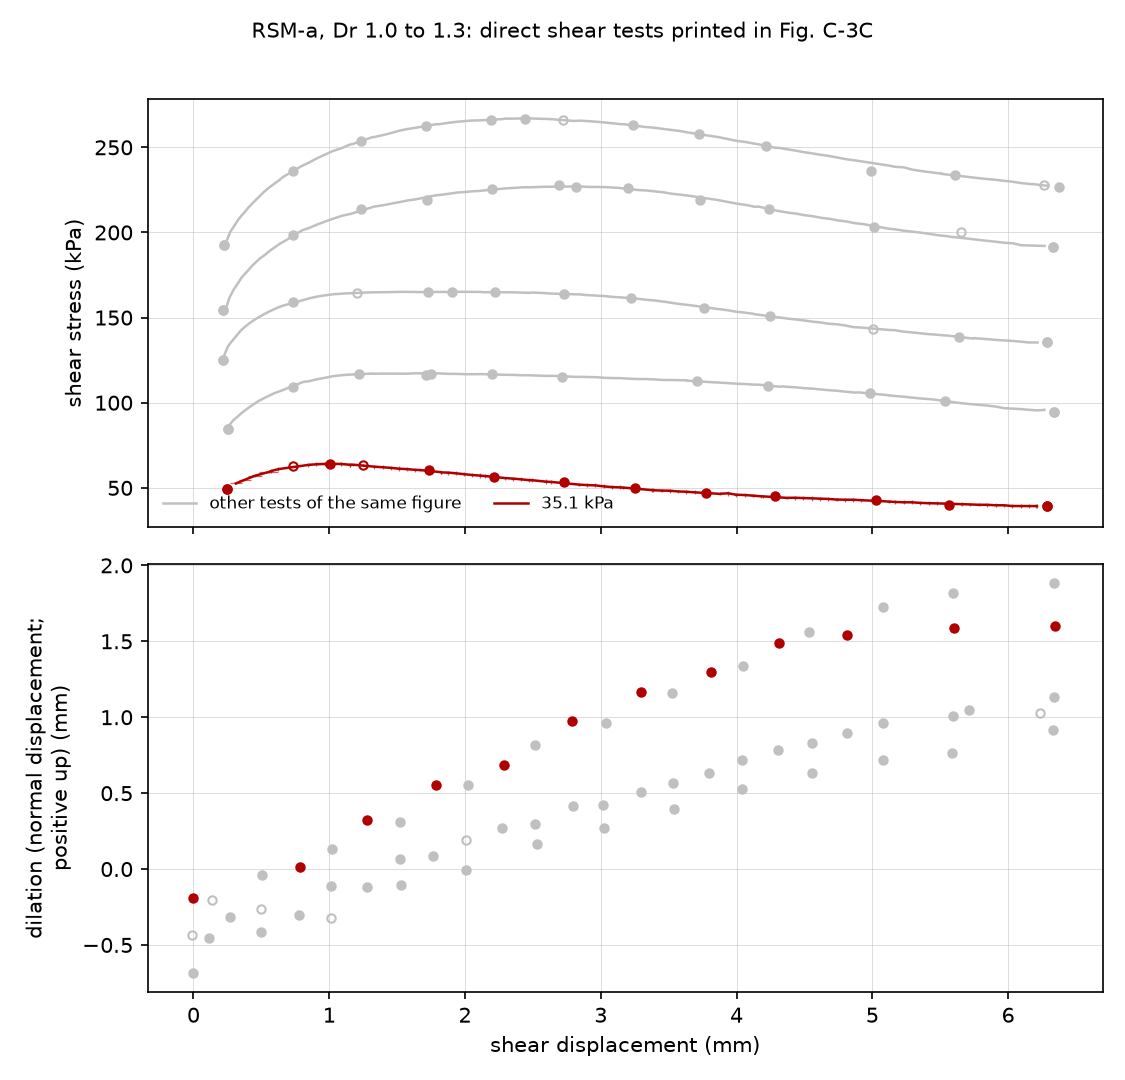 RSM-a, Dr 1.0 to 1.3: direct shear tests printed in Fig. C-3C
250
200
150
100
50
shear stress (kPa)
other tests of the same figure
35.1 kPa
2.0
1.5
1.0
0.5
0.0
−0.5
dilation (normal displacement;
positive up) (mm)
0
1
2
3
4
5
6
shear displacement (mm)